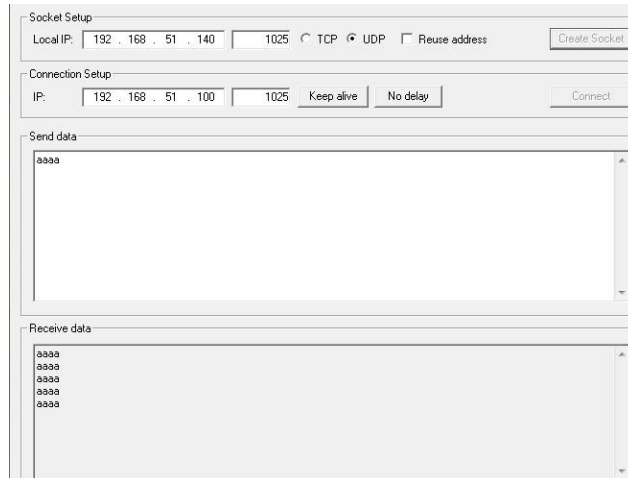 Socket Setup
Local IP: 192 . 168 . 51 . 140 1025 TCP UDP Reuse address Create Socket
Connection Setup
IP: 192 . 168 . 51 . 100 1025 Keep alive No delay Connect
Send data
aaaa
Receive data
aaaa
aaaa
aaaa
aaaa
aaaa